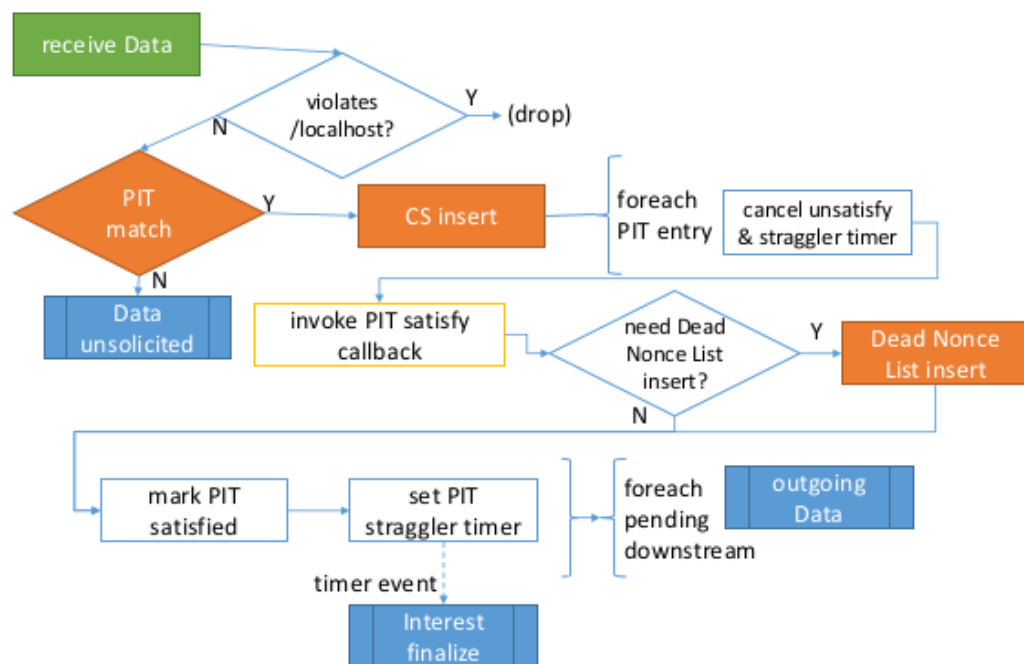 receive Data
violates
/localhost?
Y
(drop)
N
PIT
match
Y
CS insert
foreach
PIT entry
cancel unsatisfy
& straggler timer
N
Data
unsolicited
invoke PIT satisfy
callback
need Dead
Nonce List
insert?
Y
Dead Nonce
List insert
N
mark PIT
satisfied
set PIT
straggler timer
foreach
pending
downstream
outgoing
Data
timer event
Interest
finalize